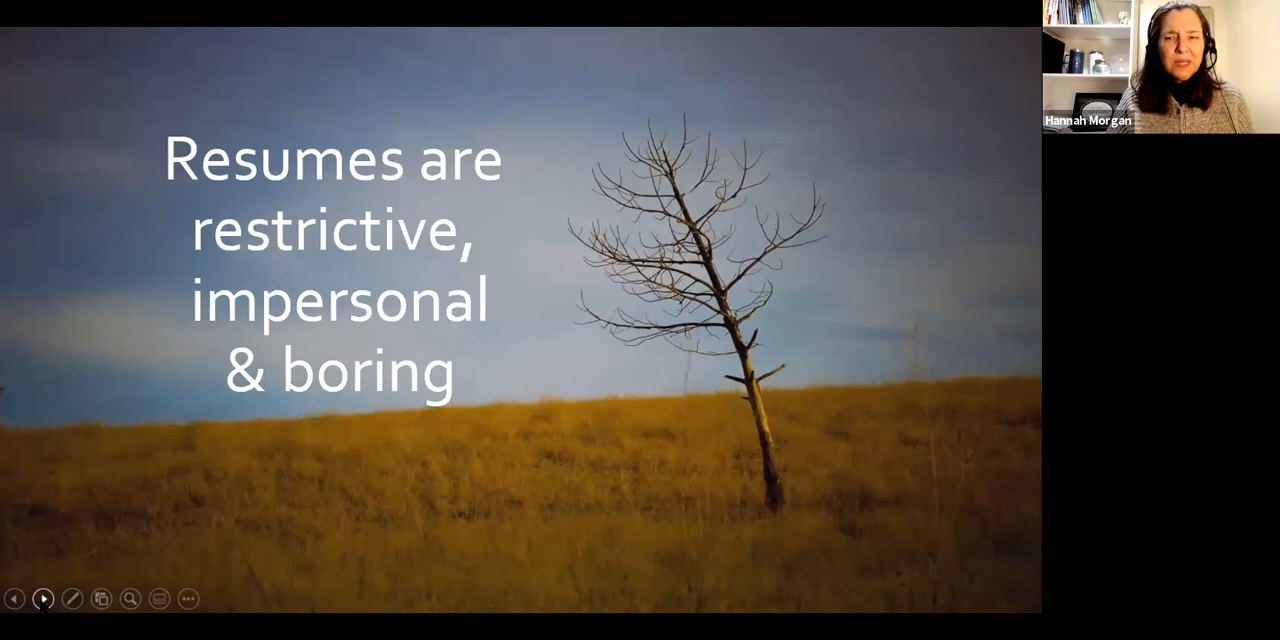 Resumes are
restrictive,
impersonal
& boring
Hannah Morgan